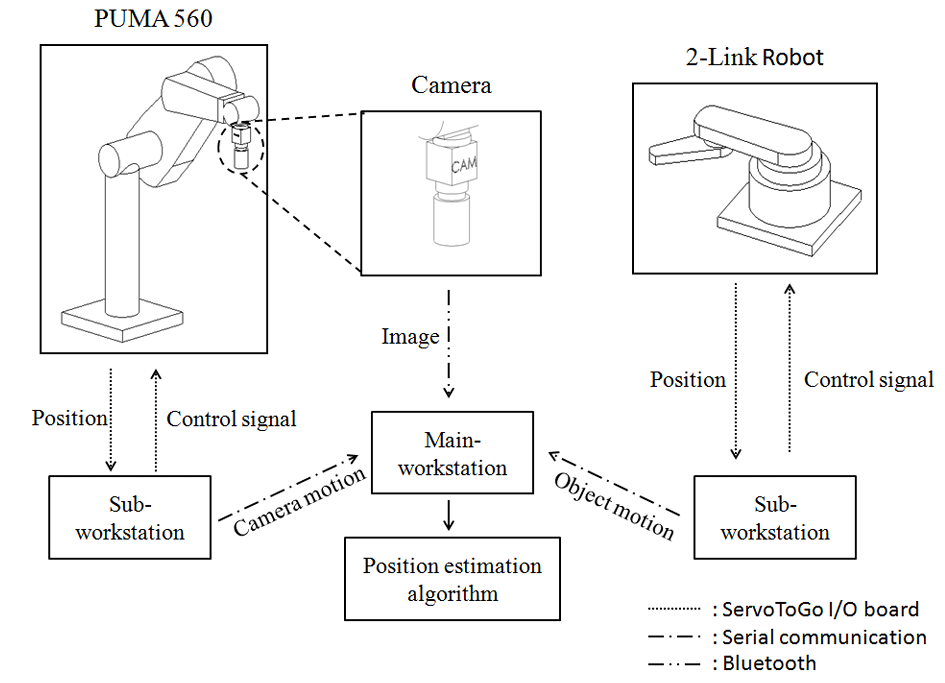 PUMA 560
2-Link Robot
Camera
CAM
Image
Position
Control signal
Position
Control signal
Main-
workstation
Sub-
workstation
Camera motion
Object motion
Sub-
workstation
Position estimation
algorithm
: ServoToGo I/O board
: Serial communication
: Bluetooth